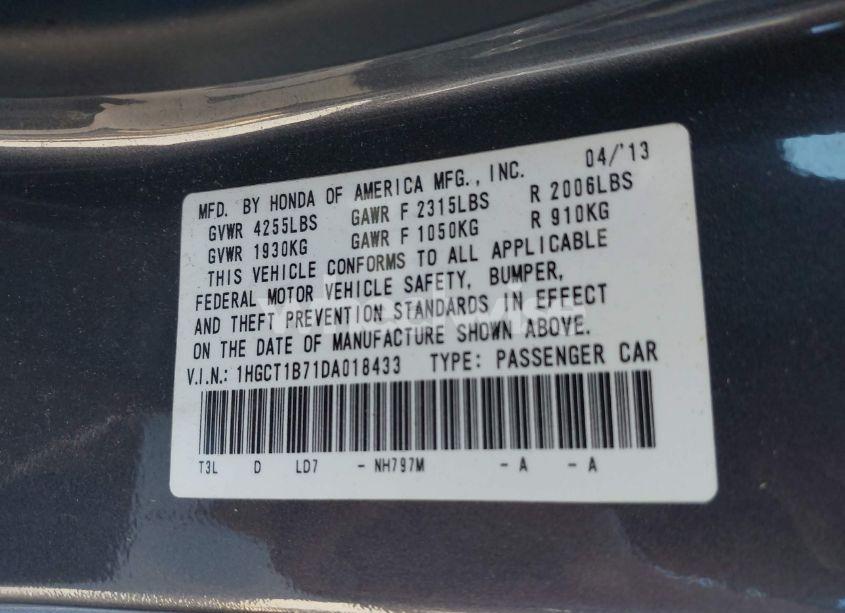 MFD. BY HONDA OF AMERICA MFG., INC. 04/'13
GVWR 4255LBS GAWR F 2315LBS R 2006LBS
GVWR 1930KG GAWR F 1050KG R 910KG
THIS VEHICLE CONFORMS TO ALL APPLICABLE
FEDERAL MOTOR VEHICLE SAFETY, BUMPER,
AND THEFT PREVENTION STANDARDS IN EFFECT
ON THE DATE OF MANUFACTURE SHOWN ABOVE.
V.I.N.: 1HGCT1B71DA018433 TYPE: PASSENGER CAR
T3L D LD7 - NH797M - A - A